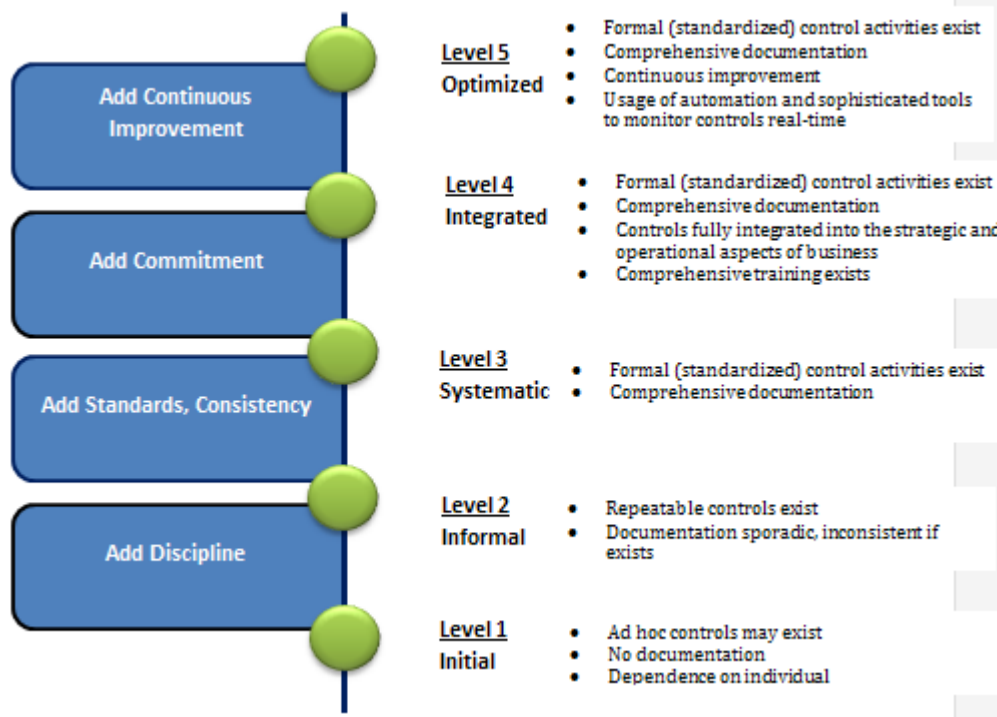 Add Continuous
Improvement
Add Commitment
Add Standards, Consistency
Add Discipline
Level 5
Optimized
• Formal (standardized) control activities exist
• Comprehensive documentation
• Continuous improvement
• Usage of automation and sophisticated tools
to monitor controls real-time
Level 4
Integrated
• Formal (standardized) control activities exist
• Comprehensive documentation
• Controls fully integrated into the strategic and
operational aspects of business
• Comprehensive training exists
Level 3
Systematic
• Formal (standardized) control activities exist
• Comprehensive documentation
Level 2
Informal
• Repeatable controls exist
• Documentation sporadic, inconsistent if
exists
Level 1
Initial
• Ad hoc controls may exist
• No documentation
• Dependence on individual